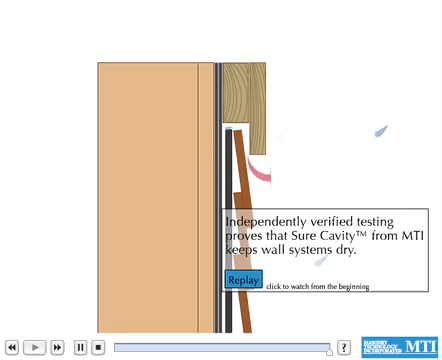 Independently verified testing
proves that Sure Cavity™ from MTI
keeps wall systems dry.
Replay click to watch from the beginning
?
MASONRY
TECHNOLOGY
INCORPORATED
MTI